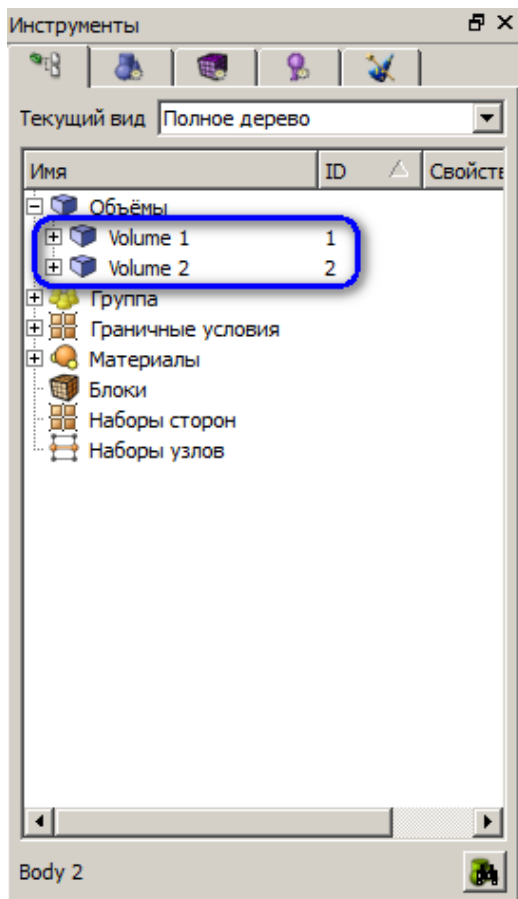 Инструменты
Текущий вид Полное дерево
Имя ID Свойств
Объёмы
Volume 1 1
Volume 2 2
Группа
Граничные условия
Материалы
Блоки
Наборы сторон
Наборы узлов
Body 2